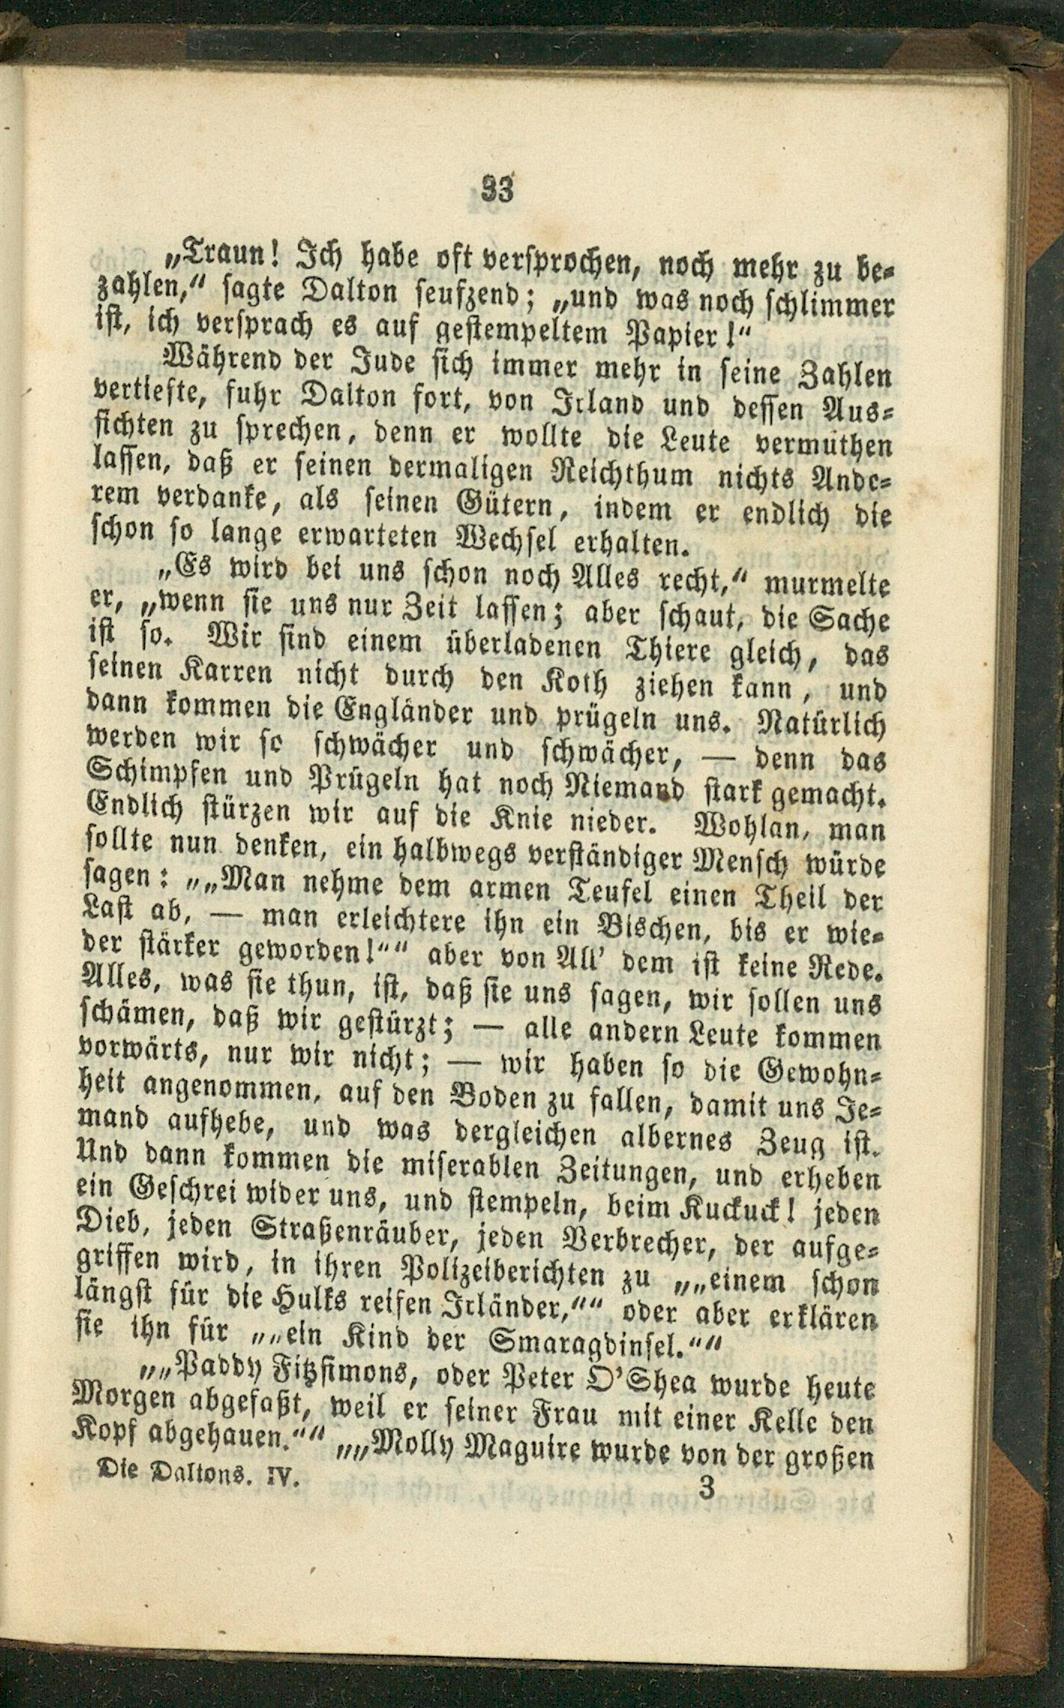 33
„Traun! Ich habe oft versprochen, noch mehr zu be-
zahlen,“ sagte Dalton seufzend; „und was noch schlimmer
ist, ich versprach es auf gestempeltem Papier!“
Während der Jude sich immer mehr in seine Zahlen
vertiefte, fuhr Dalton fort, von Irland und dessen Aus-
sichten zu sprechen, denn er wollte die Leute vermuthen
lassen, daß er seinen dermaligen Reichthum nichts Ande-
rem verdanke, als seinen Gütern, indem er endlich die
schon so lange erwarteten Wechsel erhalten.
„Es wird bei uns schon noch Alles recht,“ murmelte
er, „wenn sie uns nur Zeit lassen; aber schaut, die Sache
ist so. Wir sind einem überladenen Thiere gleich, das
seinen Karren nicht durch den Koth ziehen kann, und
dann kommen die Engländer und prügeln uns. Natürlich
werden wir so schwächer und schwächer, — denn das
Schimpfen und Prügeln hat noch Niemand stark gemacht.
Endlich stürzen wir auf die Knie nieder. Wohlan, man
sollte nun denken, ein halbwegs verständiger Mensch würde
sagen: „„Man nehme dem armen Teufel einen Theil der
Last ab, — man erleichtere ihn ein Bischen, bis er wie-
der stärker geworden!““ aber von All’ dem ist keine Rede.
Alles, was sie thun, ist, daß sie uns sagen, wir sollen uns
schämen, daß wir gestürzt; — alle andern Leute kommen
vorwärts, nur wir nicht; — wir haben so die Gewohn-
heit angenommen, auf den Boden zu fallen, damit uns Je-
mand aufhebe, und was dergleichen albernes Zeug ist.
Und dann kommen die miserablen Zeitungen, und erheben
ein Geschrei wider uns, und stempeln, beim Kuckuck! jeden
Dieb, jeden Straßenräuber, jeden Verbrecher, der aufge-
griffen wird, in ihren Polizeiberichten zu „„einem schon
längst für die Hulks reifen Irländer,““ oder aber erklären
sie ihn für „„ein Kind der Smaragdinsel.““
„„Paddy Fitzsimons, oder Peter O’Shea wurde heute
Morgen abgefaßt, weil er seiner Frau mit einer Kelle den
Kopf abgehauen.““ „„Molly Maguire wurde von der großen
Die Daltons. IV. 3